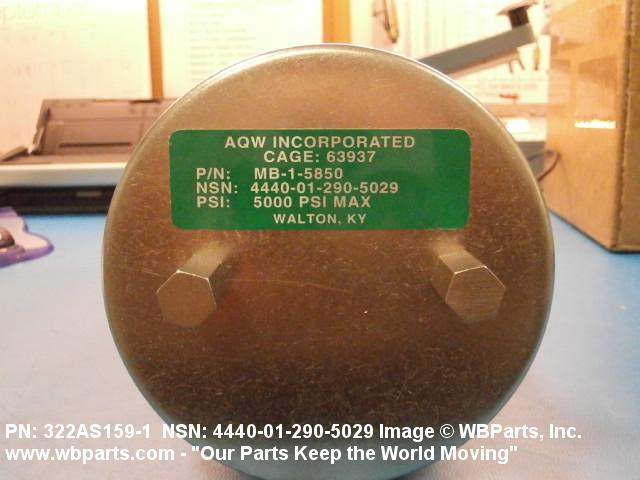 AQW INCORPORATED
CAGE: 63937
P/N: MB-1-5850
NSN: 4440-01-290-5029
PSI: 5000 PSI MAX
WALTON, KY
PN: 322AS159-1 NSN: 4440-01-290-5029 Image © WBParts, Inc.
www.wbparts.com - "Our Parts Keep the World Moving"